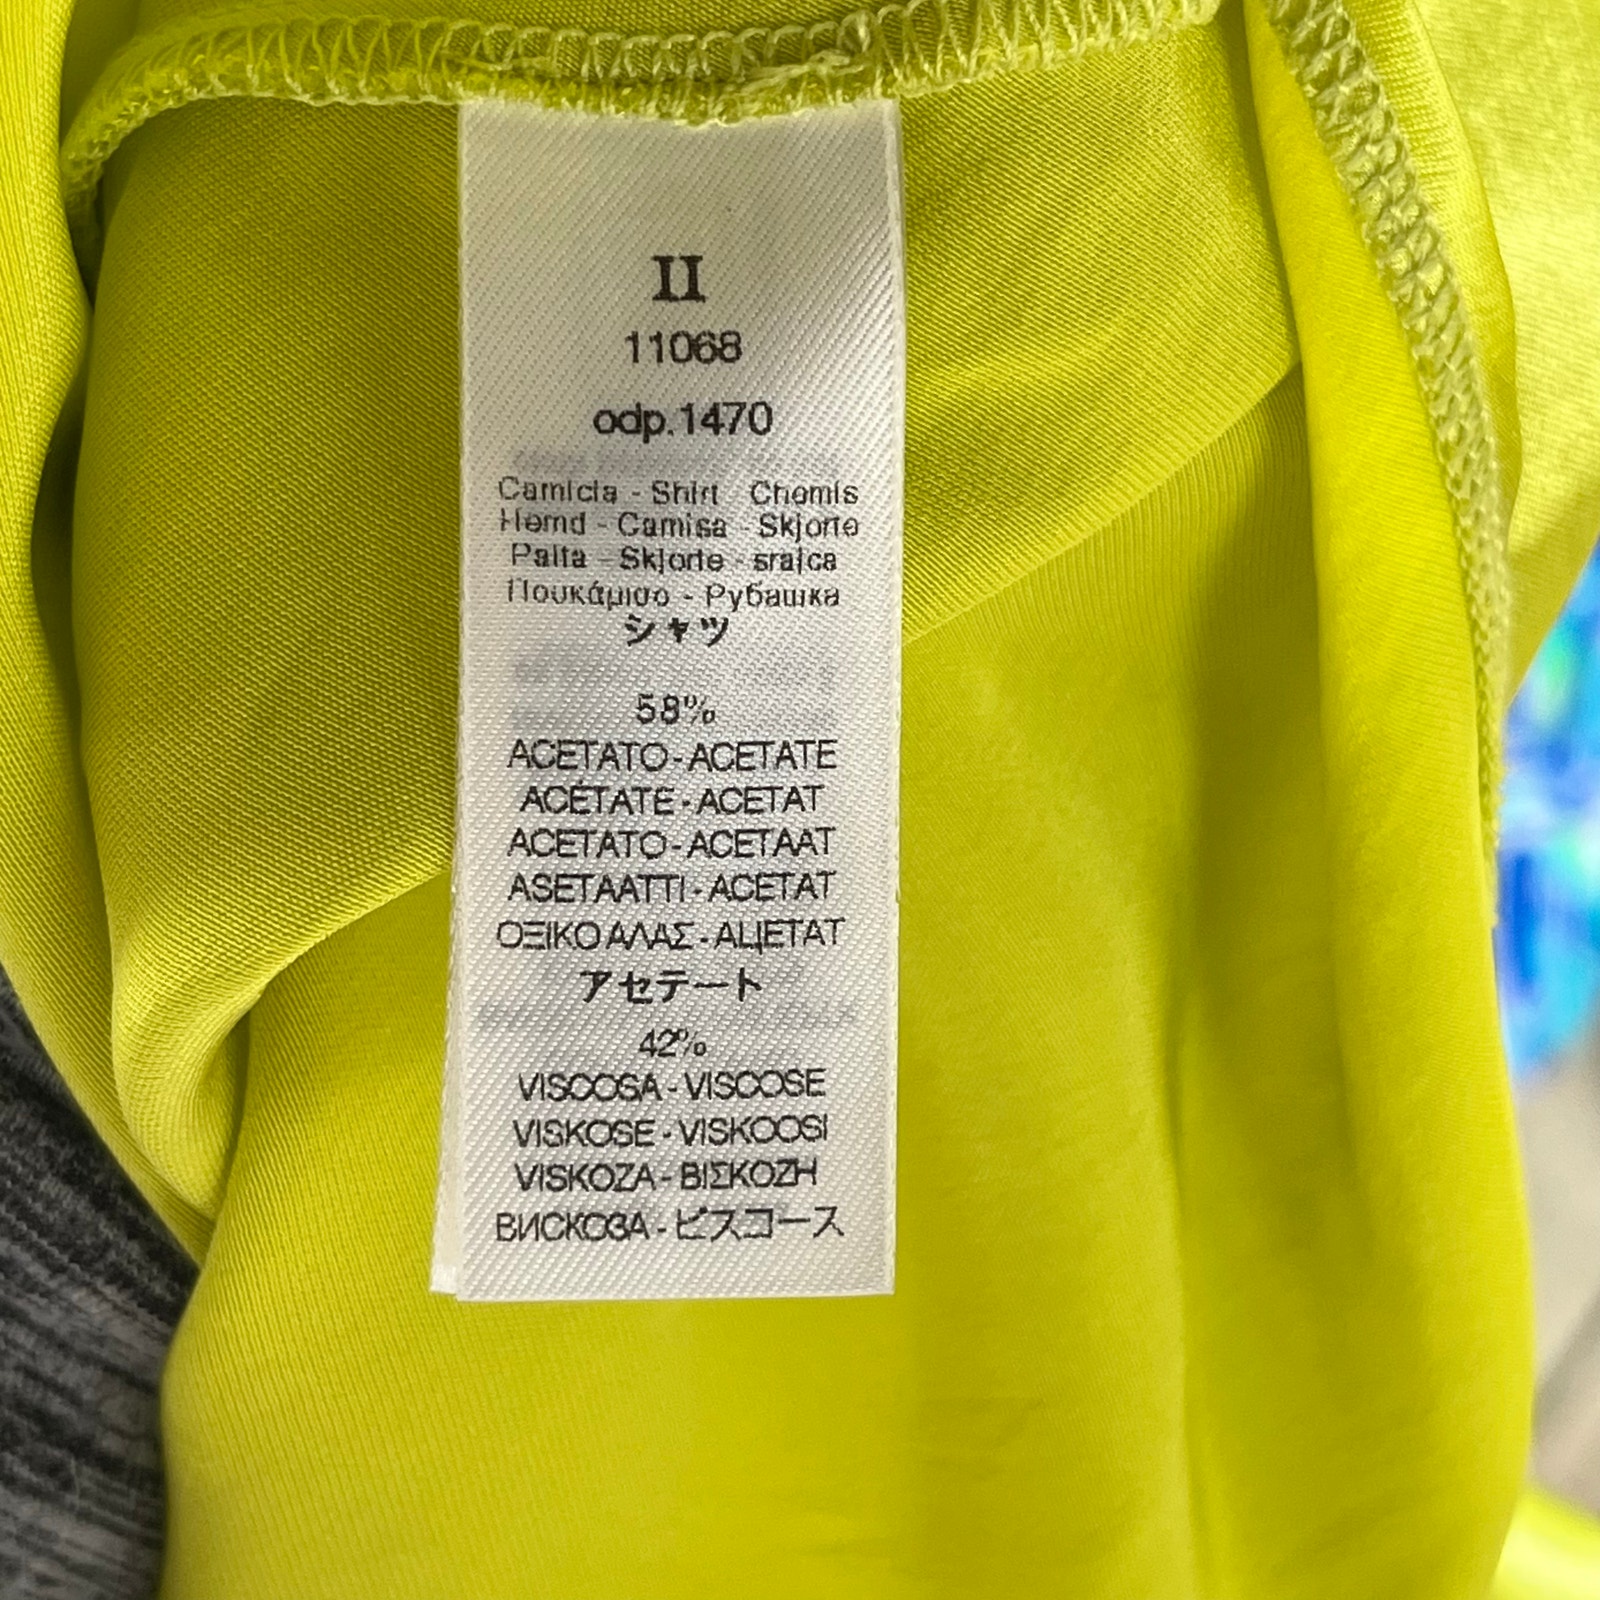 II
11068
odp.1470
Camicia - Shirt Chemis
Hemd - Camisa - Skjorte
Paita - Skjorte - srajca
Πουκάμισο - Рубашка
シャツ
58%
ACETATO - ACETATE
ACÉTATE - ACETAT
ACETATO - ACETAAT
ASETAATTI - ACETAT
ΟΞΙΚΟ ΑΛΑΣ - AЦETAT
アセテート
42%
VISCOSA - VISCOSE
VISKOSE - VISKOOSI
VISKOZA - ΒΙΣΚΟΖΗ
ВИСКОЗА - ビスコース